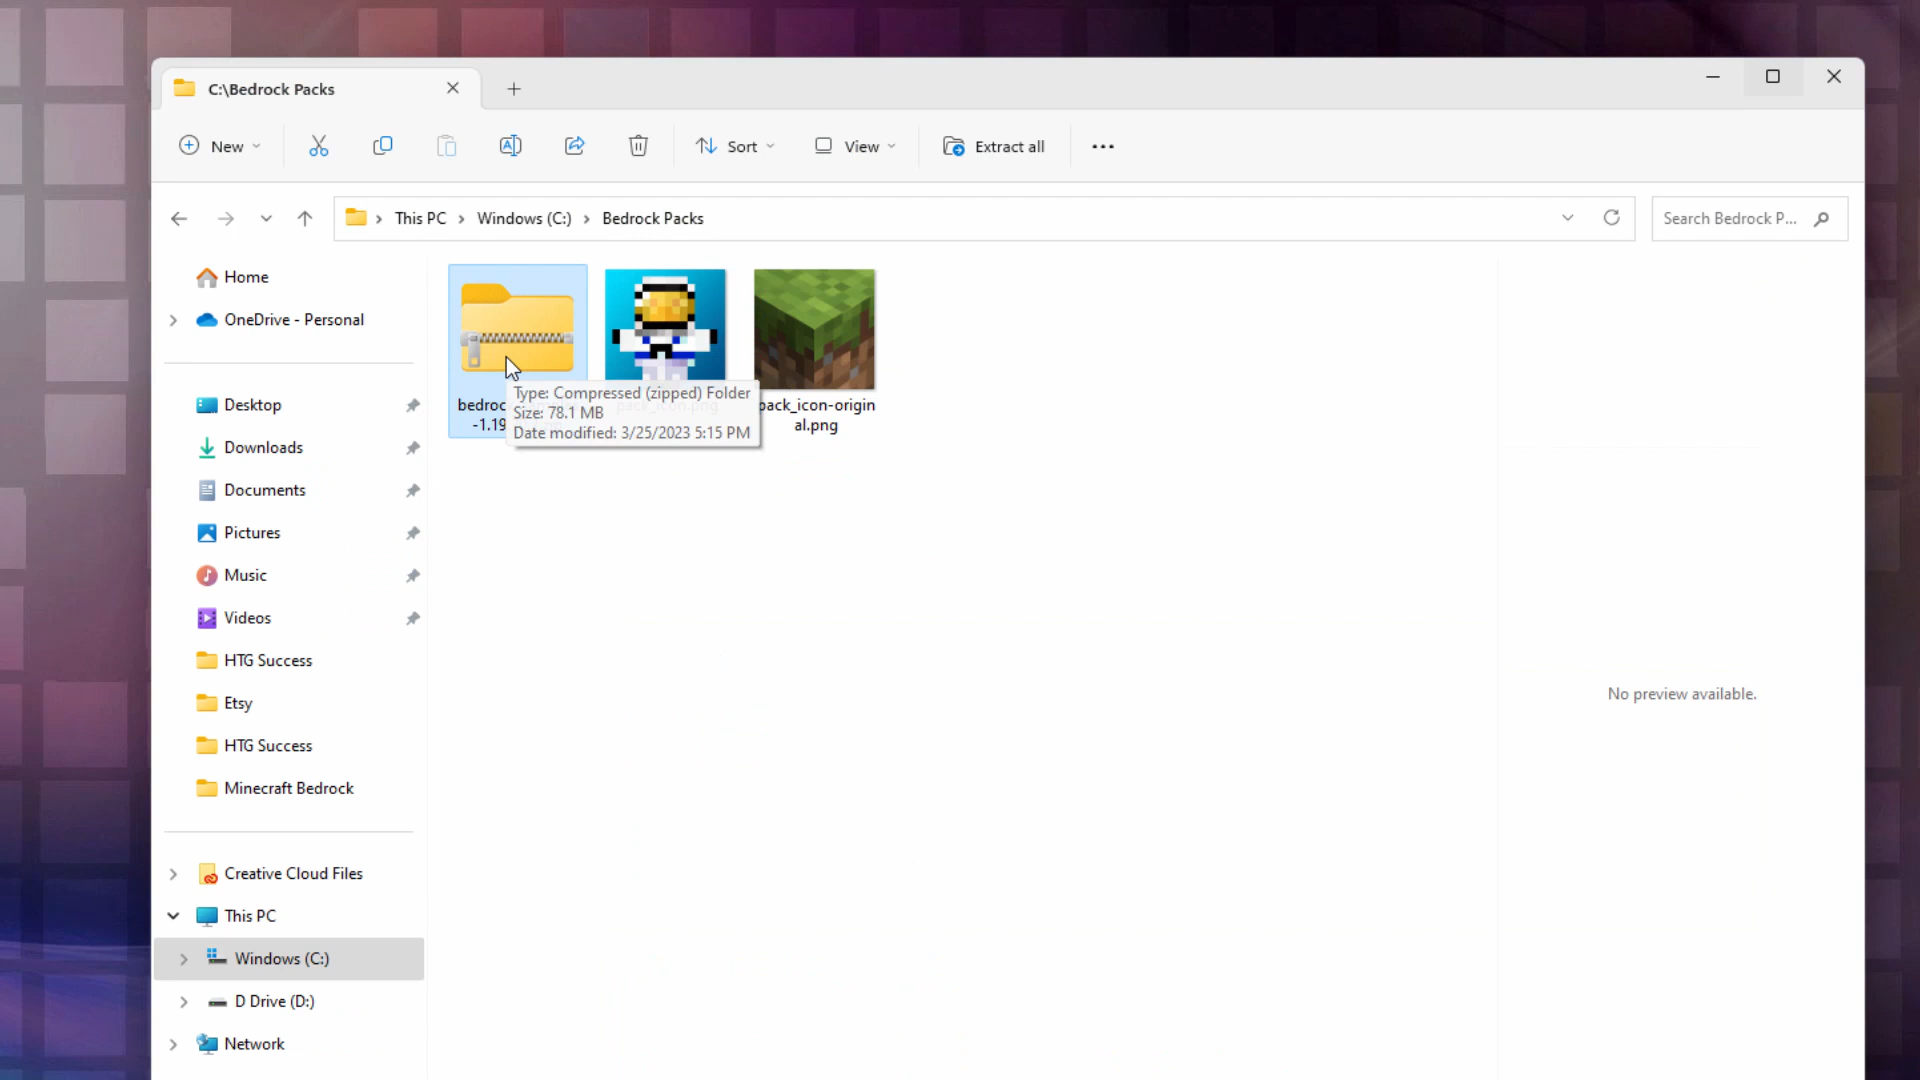 C:\Bedrock Packs
New
Sort
View
Extract all
This PC
Windows (C:)
Bedrock Packs
Search Bedrock P...
Home
OneDrive - Personal
Desktop
Downloads
Documents
Pictures
Music
Videos
HTG Success
Etsy
HTG Success
Minecraft Bedrock
Creative Cloud Files
This PC
Windows (C:)
D Drive (D:)
Network
bedroc
-1.19
Type: Compressed (zipped) Folder
Size: 78.1 MB
Date modified: 3/25/2023 5:15 PM
pack_icon.png
pack_icon-origin
al.png
No preview available.